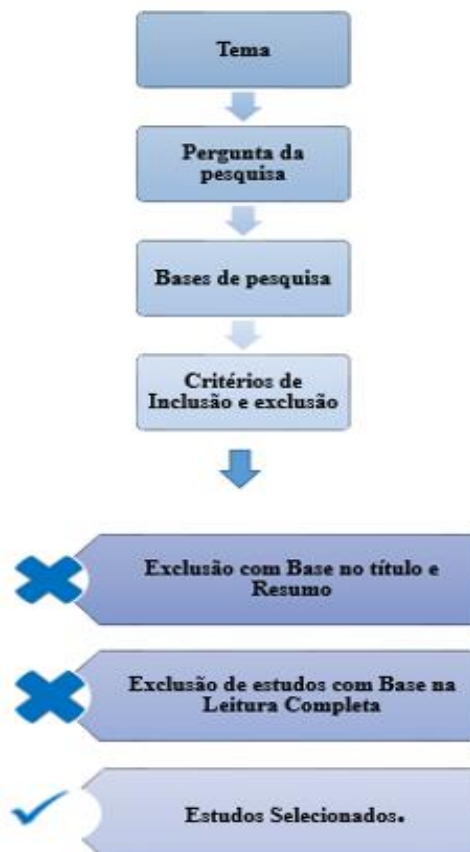 Tema
Pergunta da
pesquisa
Bases de pesquisa
Critérios de
Inclusão e exclusão
Exclusão com Base no título e
Resumo
Exclusão de estudos com Base na
Leitura Completa
Estudos Selecionados.